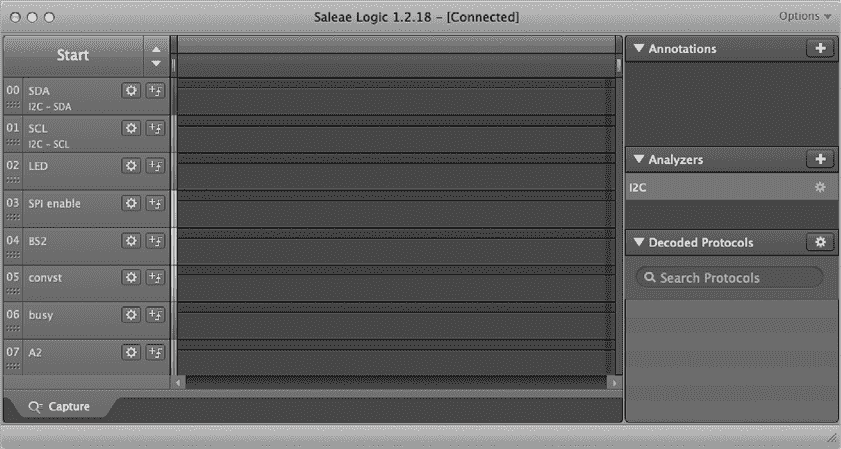 Saleae Logic 1.2.18 – [Connected]
Options
Start
00 SDA
I2C – SDA
01 SCL
I2C – SCL
02 LED
03 SPI enable
04 BS2
05 convst
06 busy
07 A2
Capture
Annotations
Analyzers
I2C
Decoded Protocols
Search Protocols